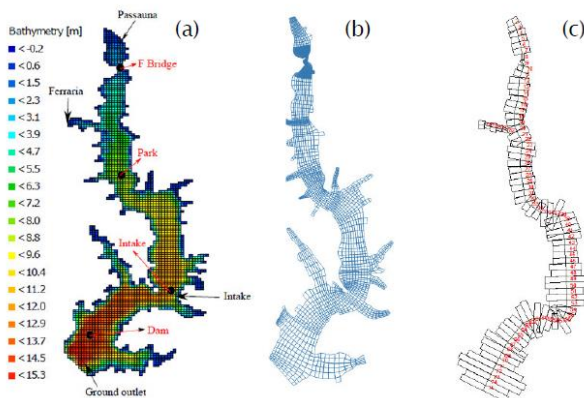 (a)
(b)
(c)
Passauna
Bathymetry [m]
<-0.2
<0.6
<1.5
<2.3
<3.1
<3.9
<4.7
<5.5
<6.3
<7.2
<8.0
<8.8
<9.6
<10.4
<11.2
<12.0
<12.9
<13.7
<14.5
<15.3
F Bridge
Ferraria
Park
Intake
Intake
Dam
Ground outlet